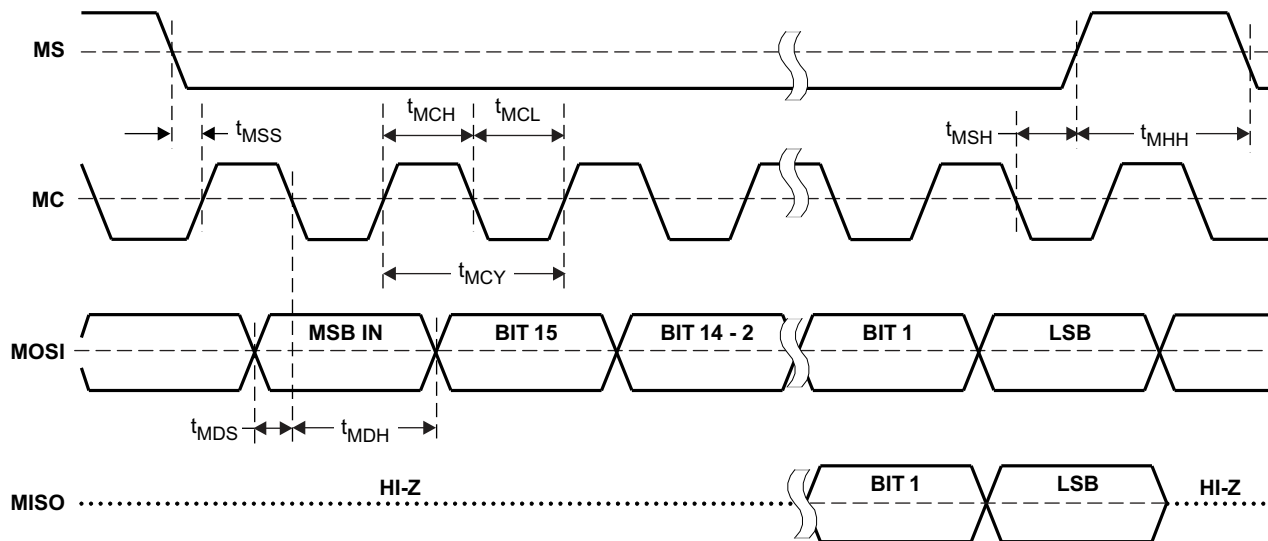 MS
tMSS
tMCH
tMCL
tMSH
tMHH
MC
tMCY
MOSI
MSB IN
BIT 15
BIT 14 - 2
BIT 1
LSB
tMDS
tMDH
MISO
HI-Z
BIT 1
LSB
HI-Z